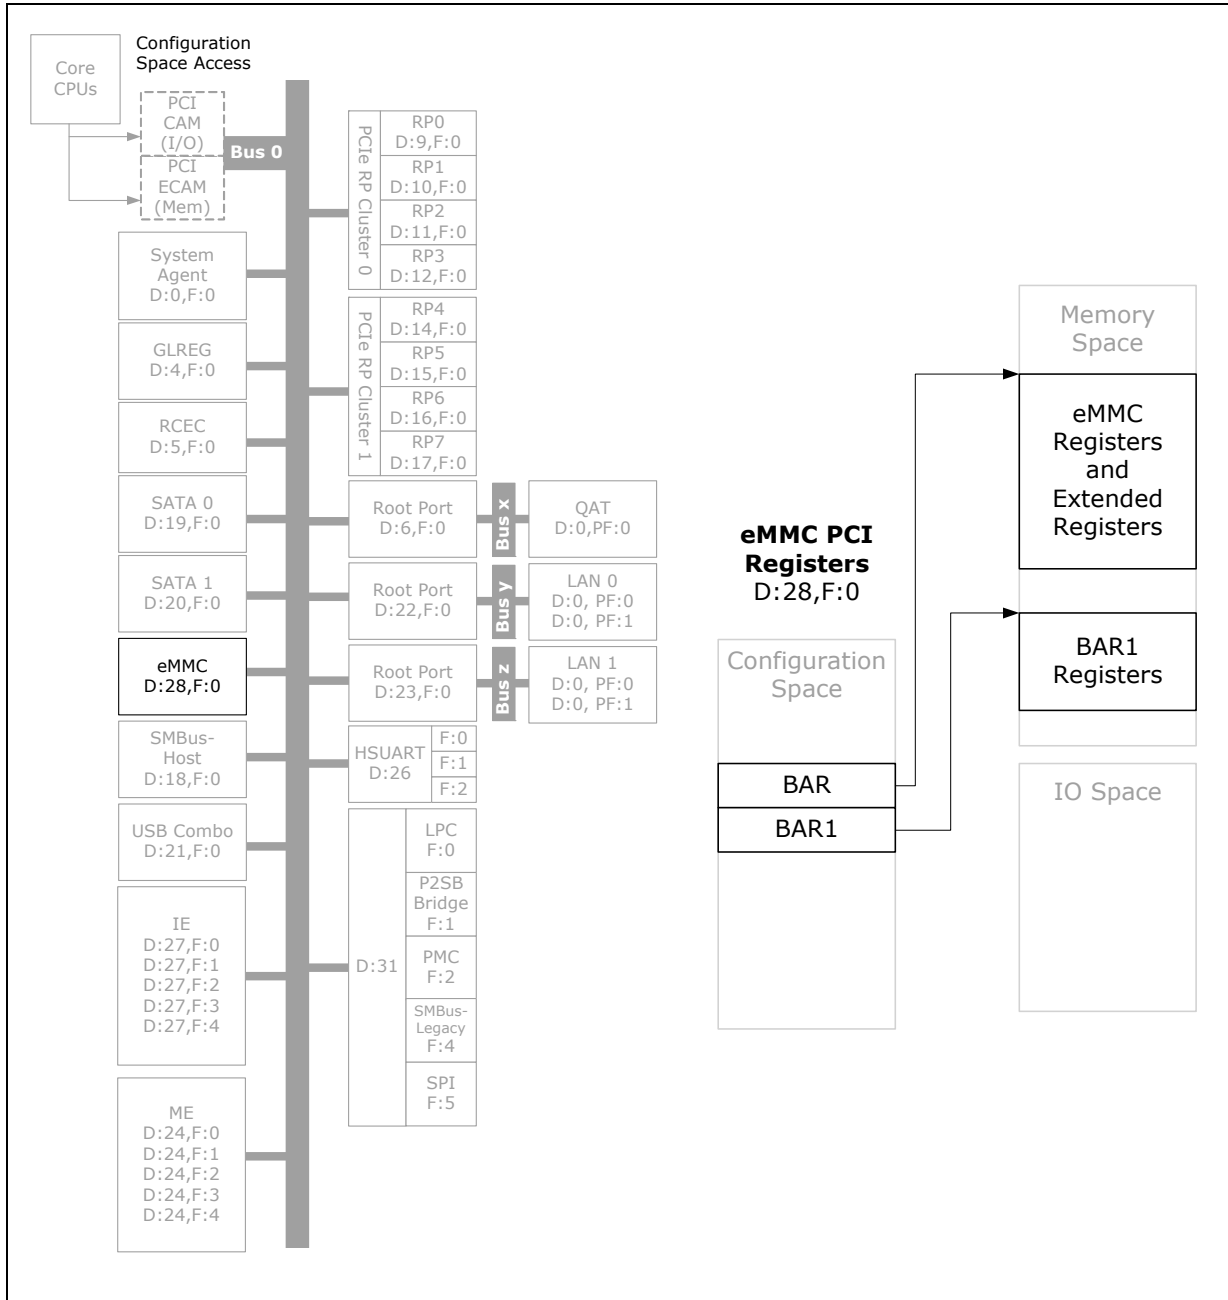 Configuration
Space Access
Core
CPUs
PCI
CAM
(I/O)
PCI
ECAM
(Mem)
Bus 0
System
Agent
D:0,F:0
GLREG
D:4,F:0
RCEC
D:5,F:0
SATA 0
D:19,F:0
SATA 1
D:20,F:0
eMMC
D:28,F:0
SMBus-
Host
D:18,F:0
USB Combo
D:21,F:0
IE
D:27,F:0
D:27,F:1
D:27,F:2
D:27,F:3
D:27,F:4
ME
D:24,F:0
D:24,F:1
D:24,F:2
D:24,F:3
D:24,F:4
PCIe RP Cluster 0
RP0
D:9,F:0
RP1
D:10,F:0
RP2
D:11,F:0
RP3
D:12,F:0
PCIe RP Cluster 1
RP4
D:14,F:0
RP5
D:15,F:0
RP6
D:16,F:0
RP7
D:17,F:0
Root Port
D:6,F:0
Bus x
QAT
D:0,PF:0
Root Port
D:22,F:0
Bus y
LAN 0
D:0, PF:0
D:0, PF:1
Root Port
D:23,F:0
Bus z
LAN 1
D:0, PF:0
D:0, PF:1
HSUART
D:26
F:0
F:1
F:2
D:31
LPC
F:0
P2SB
Bridge
F:1
PMC
F:2
SMBus-
Legacy
F:4
SPI
F:5
eMMC PCI
Registers
D:28,F:0
Configuration
Space
BAR
BAR1
Memory
Space
eMMC
Registers
and
Extended
Registers
BAR1
Registers
IO Space